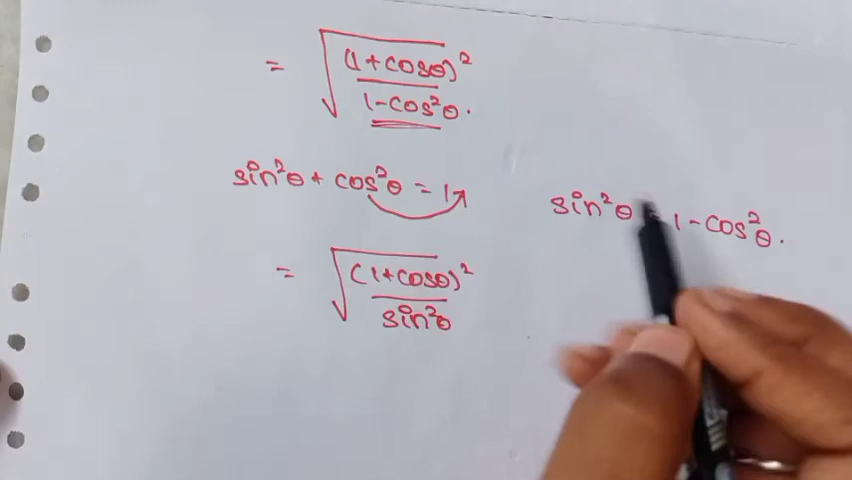 = √((1+cosθ)²/(1-cos²θ)).
sin²θ + cos²θ = 1
sin²θ = 1-cos²θ.
= √((1+cosθ)²/sin²θ)